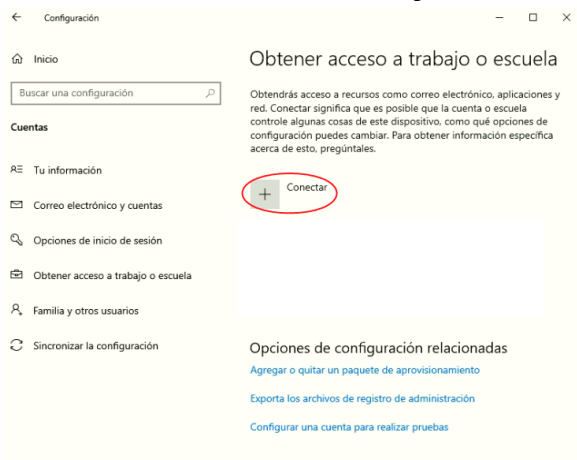 Configuración
Inicio
Buscar una configuración
Cuentas
Tu información
Correo electrónico y cuentas
Opciones de inicio de sesión
Obtener acceso a trabajo o escuela
Familia y otros usuarios
Sincronizar la configuración
Obtener acceso a trabajo o escuela
Obtendrás acceso a recursos como correo electrónico, aplicaciones y
red. Conectar significa que es posible que la cuenta o escuela
controle algunas cosas de este dispositivo, como qué opciones de
configuración puedes cambiar. Para obtener información específica
acerca de esto, pregúntales.
Conectar
Opciones de configuración relacionadas
Agregar o quitar un paquete de aprovisionamiento
Exporta los archivos de registro de administración
Configurar una cuenta para realizar pruebas